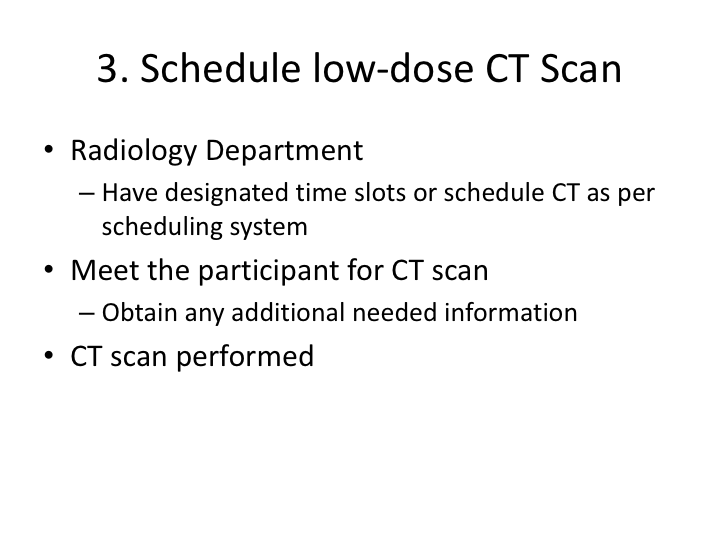 3. Schedule low-dose CT Scan
• Radiology Department
– Have designated time slots or schedule CT as per
scheduling system
• Meet the participant for CT scan
– Obtain any additional needed information
• CT scan performed